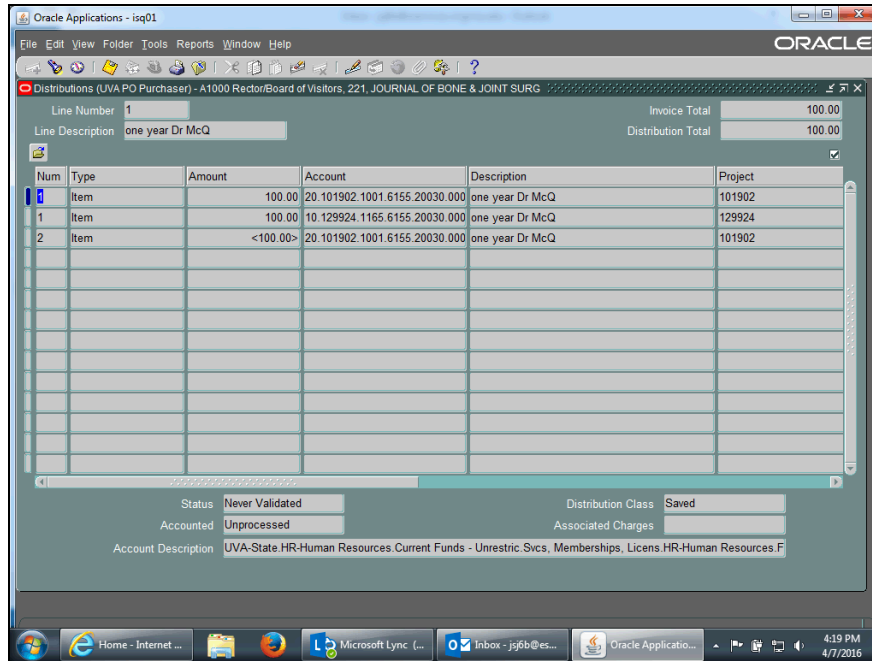 Oracle Applications - isq01
File Edit View Folder Tools Reports Window Help ORACLE
Distributions (UVA PO Purchaser) - A1000 Rector/Board of Visitors, 221, JOURNAL OF BONE & JOINT SURG
Line Number 1 Invoice Total 100.00
Line Description one year Dr McQ Distribution Total 100.00
Num Type Amount Account Description Project
1 Item 100.00 20.101902.1001.6155.20030.000 one year Dr McQ 101902
1 Item 100.00 10.129924.1165.6155.20030.000 one year Dr McQ 129924
2 Item <100.00> 20.101902.1001.6155.20030.000 one year Dr McQ 101902
Status Never Validated Distribution Class Saved
Accounted Unprocessed Associated Charges
Account Description UVA-State.HR-Human Resources.Current Funds - Unrestric.Svcs, Memberships, Licens.HR-Human Resources.F
Home - Internet ... Microsoft Lync (... Inbox - jsj6b@es... Oracle Applicatio... 4:19 PM
4/7/2016